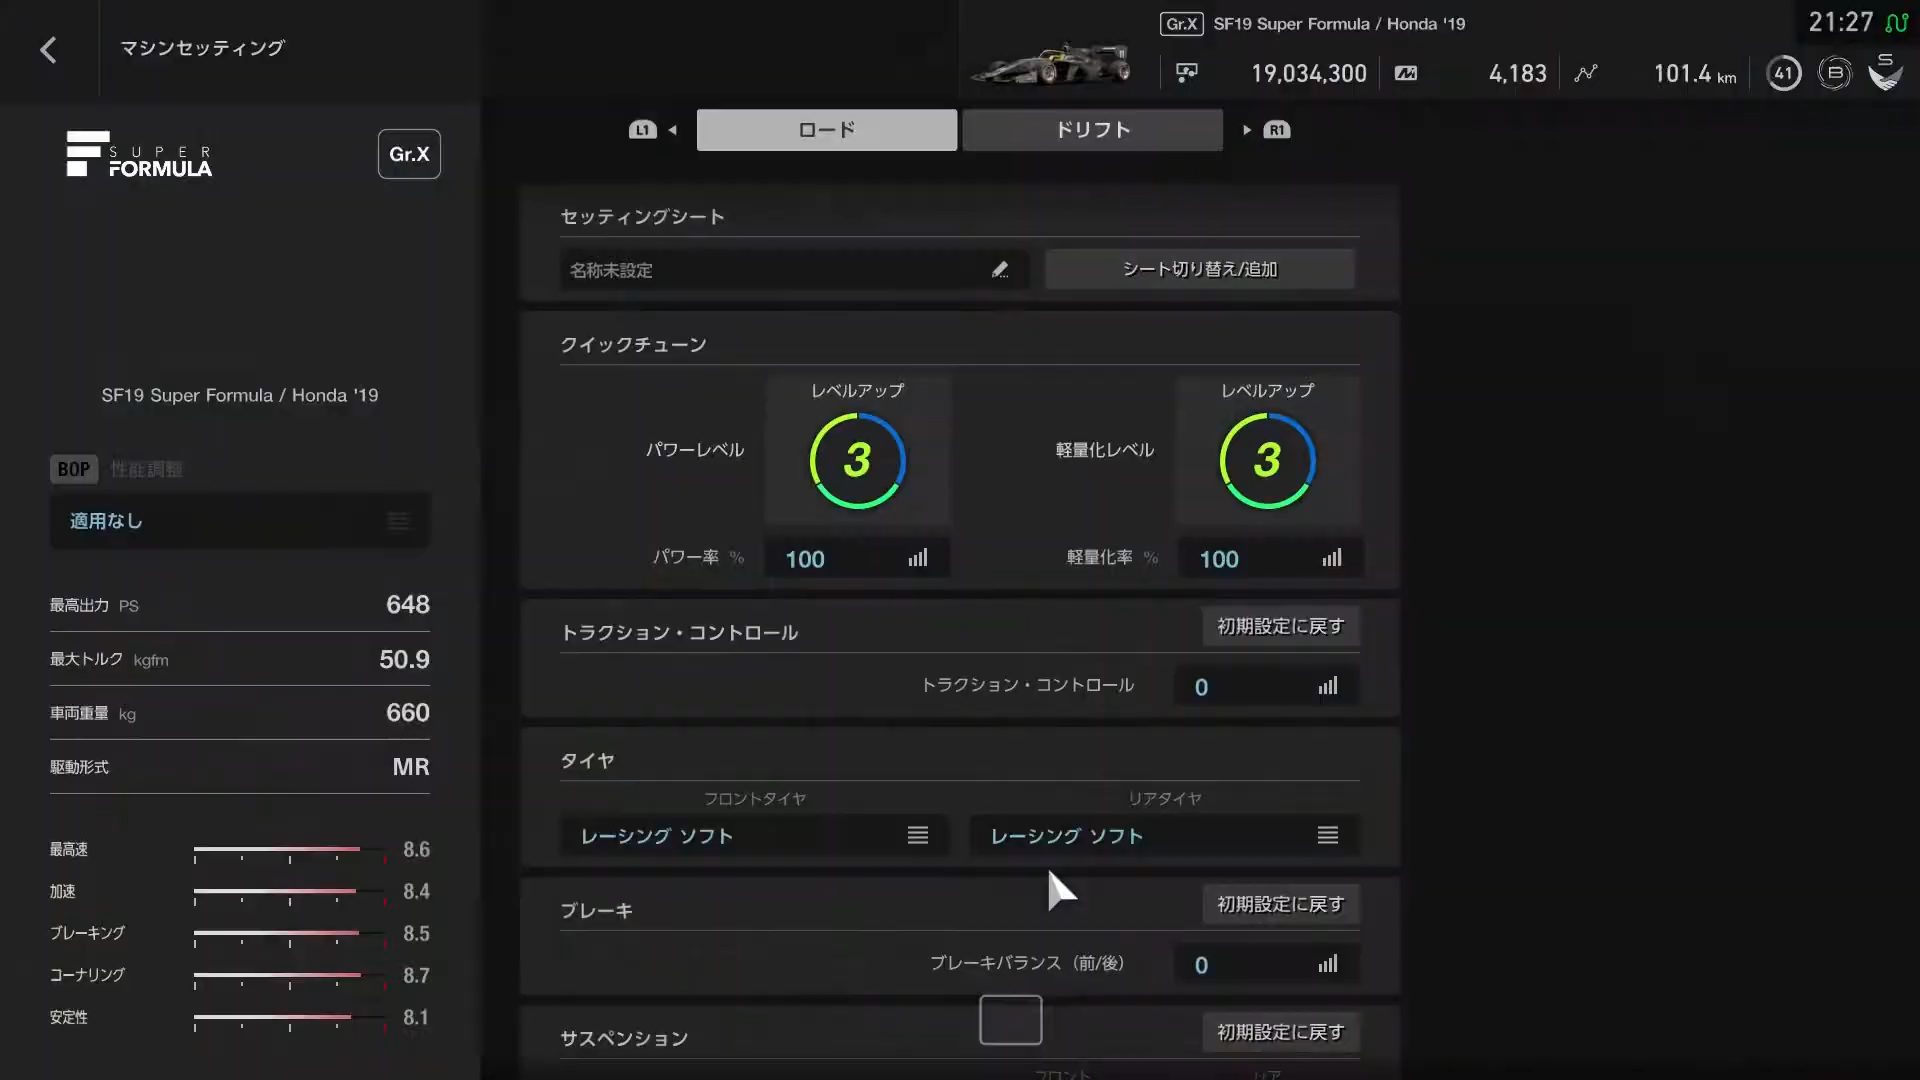 マシンセッティング
Gr.X SF19 Super Formula / Honda '19
21:27
19,034,300
4,183
101.4 km
41 B S
L1 ロード ドリフト R1
SUPER
FORMULA
Gr.X
SF19 Super Formula / Honda '19
BOP 性能調整
適用なし
最高出力 PS 648
最大トルク kgfm 50.9
車両重量 kg 660
駆動形式 MR
最高速 8.6
加速 8.4
ブレーキング 8.5
コーナリング 8.7
安定性 8.1
セッティングシート
名称未設定 シート切り替え/追加
クイックチューン
レベルアップ レベルアップ
パワーレベル 3 軽量化レベル 3
パワー率 % 100 軽量化率 % 100
トラクション・コントロール 初期設定に戻す
トラクション・コントロール 0
タイヤ
フロントタイヤ リアタイヤ
レーシング ソフト レーシング ソフト
ブレーキ 初期設定に戻す
ブレーキバランス（前/後） 0
サスペンション 初期設定に戻す
フロント リア